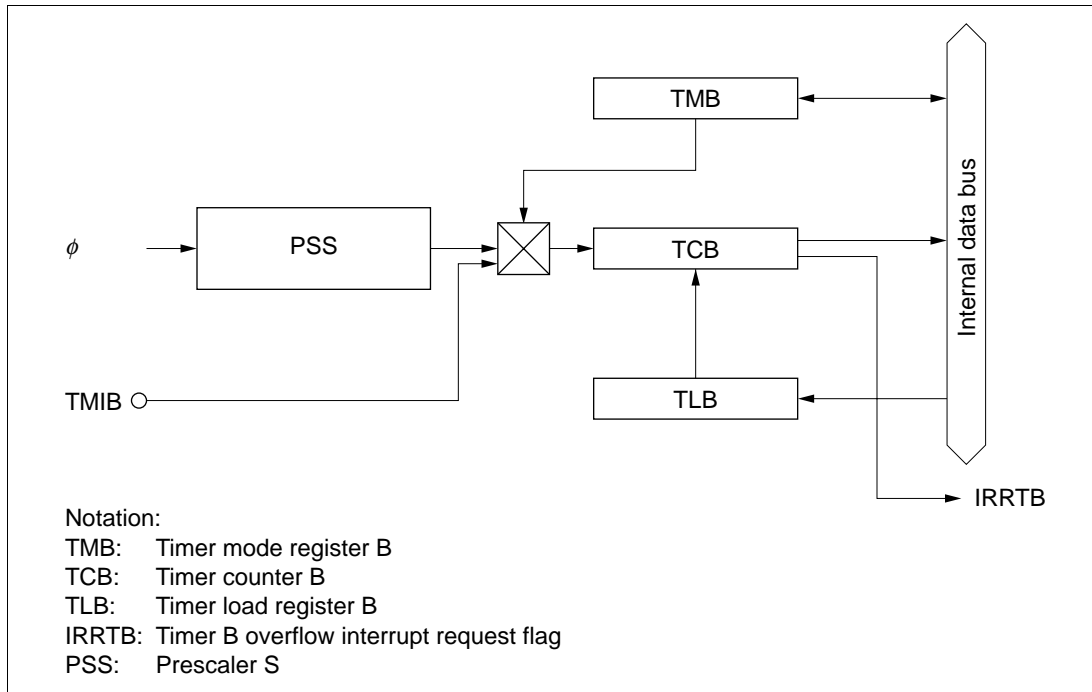 TMB
ϕ
PSS
TCB
Internal data bus
TMIB
TLB
IRRTB
Notation:
TMB: Timer mode register B
TCB: Timer counter B
TLB: Timer load register B
IRRTB: Timer B overflow interrupt request flag
PSS: Prescaler S